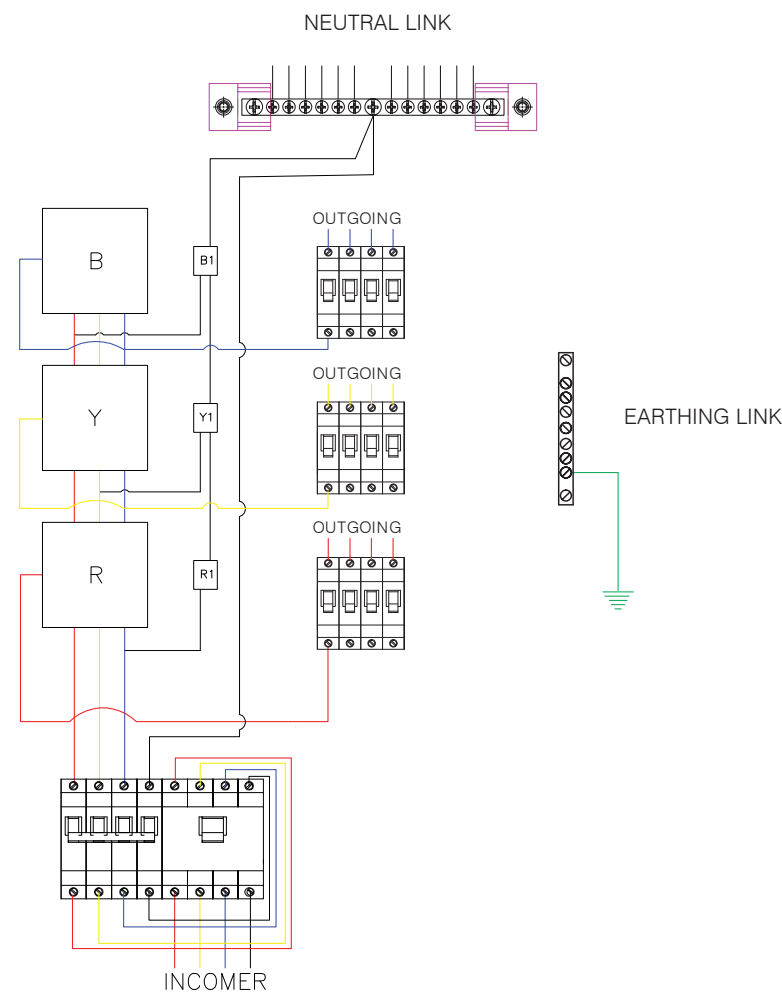 NEUTRAL LINK
OUTGOING
B
B1
OUTGOING
Y
Y1
EARTHING LINK
OUTGOING
R
R1
INCOMER